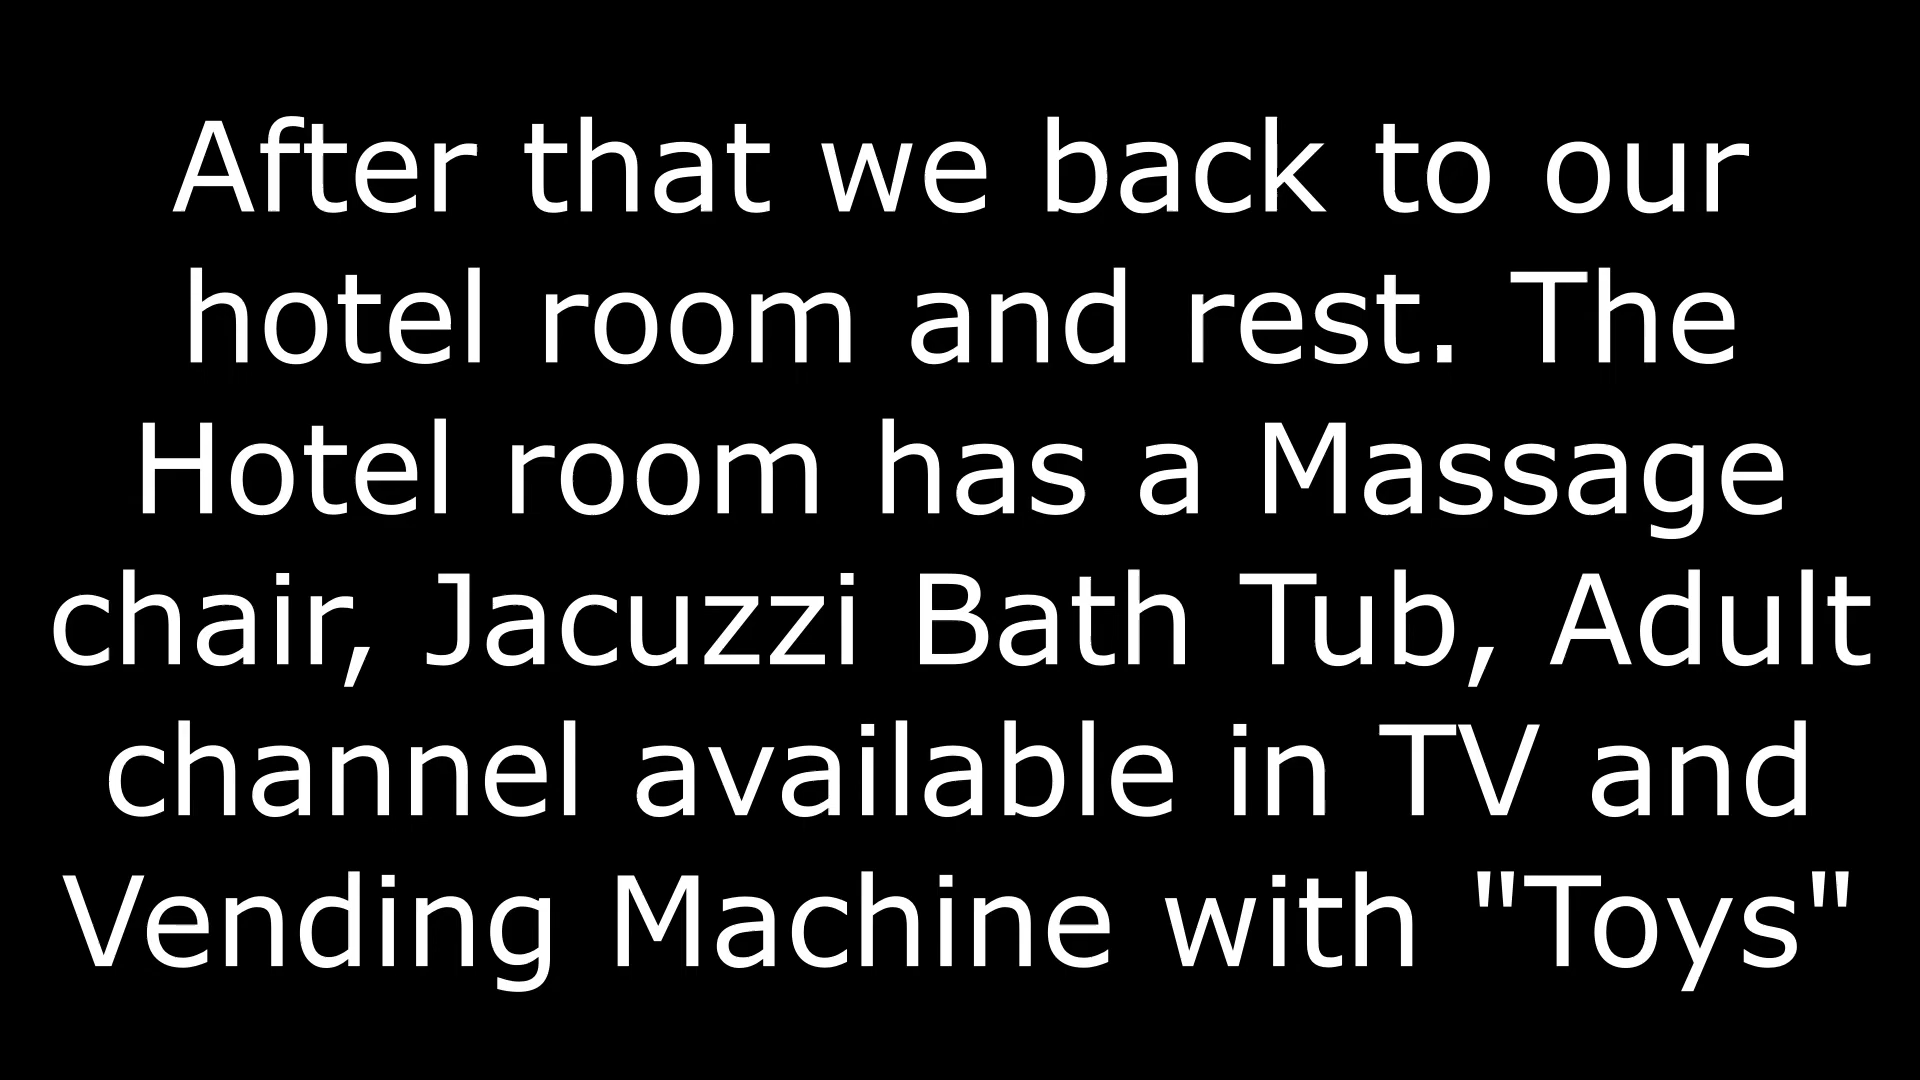 After that we back to our
hotel room and rest. The
Hotel room has a Massage
chair, Jacuzzi Bath Tub, Adult
channel available in TV and
Vending Machine with "Toys"